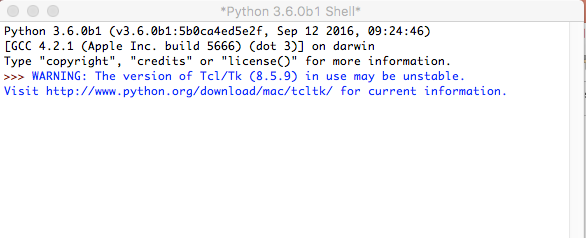 *Python 3.6.0b1 Shell*
Python 3.6.0b1 (v3.6.0b1:5b0ca4ed5e2f, Sep 12 2016, 09:24:46)
[GCC 4.2.1 (Apple Inc. build 5666) (dot 3)] on darwin
Type "copyright", "credits" or "license()" for more information.
>>> WARNING: The version of Tcl/Tk (8.5.9) in use may be unstable.
Visit http://www.python.org/download/mac/tcltk/ for current information.